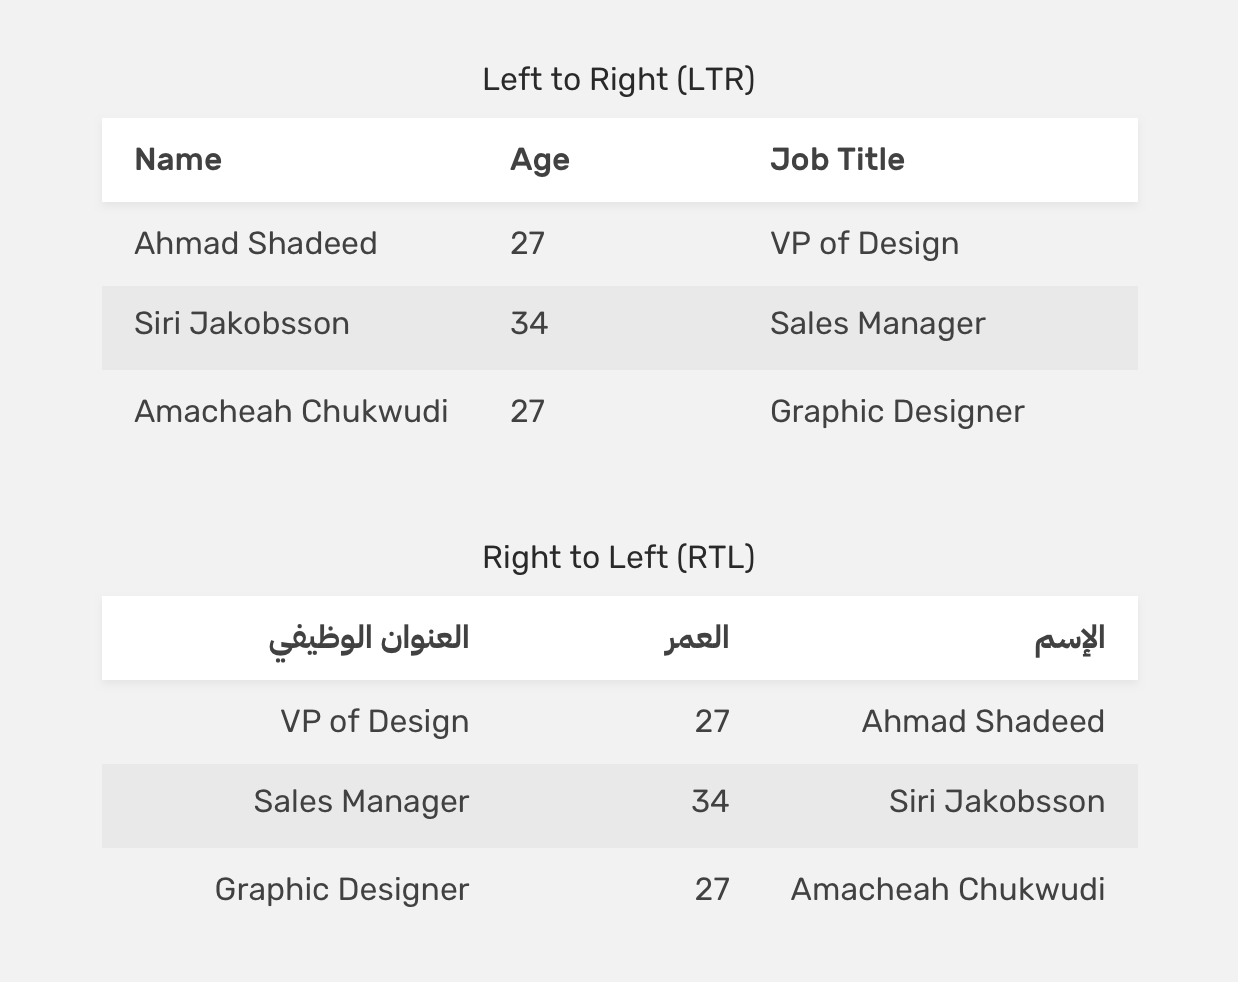 Left to Right (LTR)
Name Age Job Title
Ahmad Shadeed 27 VP of Design
Siri Jakobsson 34 Sales Manager
Amacheah Chukwudi 27 Graphic Designer
Right to Left (RTL)
الإسم العمر العنوان الوظيفي
Ahmad Shadeed 27 VP of Design
Siri Jakobsson 34 Sales Manager
Amacheah Chukwudi 27 Graphic Designer